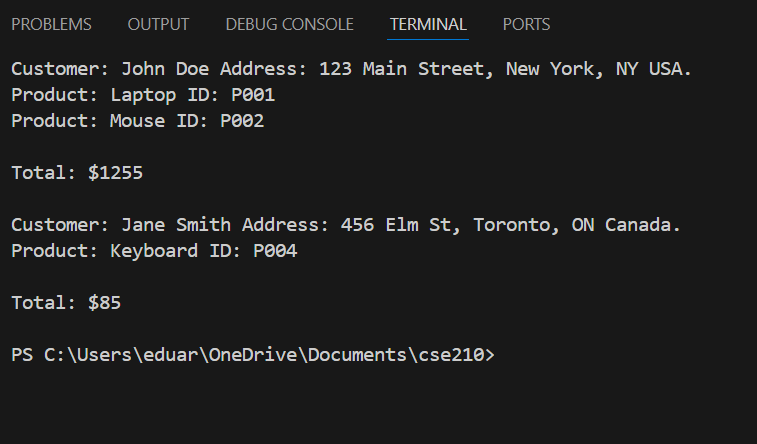 PROBLEMS OUTPUT DEBUG CONSOLE TERMINAL PORTS
Customer: John Doe Address: 123 Main Street, New York, NY USA.
Product: Laptop ID: P001
Product: Mouse ID: P002
Total: $1255
Customer: Jane Smith Address: 456 Elm St, Toronto, ON Canada.
Product: Keyboard ID: P004
Total: $85
PS C:\Users\eduar\OneDrive\Documents\cse210>